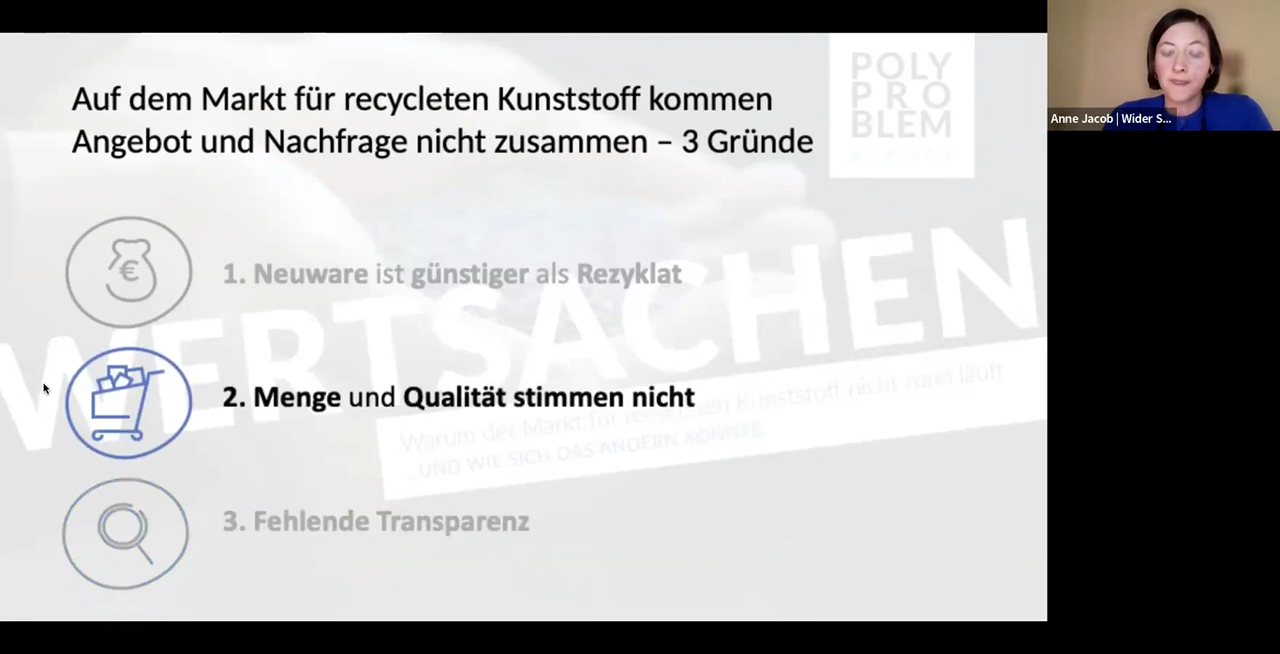 Auf dem Markt für recycleten Kunststoff kommen
Angebot und Nachfrage nicht zusammen – 3 Gründe
POLY
PRO
BLEM
Anne Jacob | Wider S...
1. Neuware ist günstiger als Rezyklat
€
WERTSACHEN
2. Menge und Qualität stimmen nicht
Warum der Markt für recycelten Kunststoff nicht rund läuft
...UND WIE SICH DAS ÄNDERN KÖNNTE
3. Fehlende Transparenz